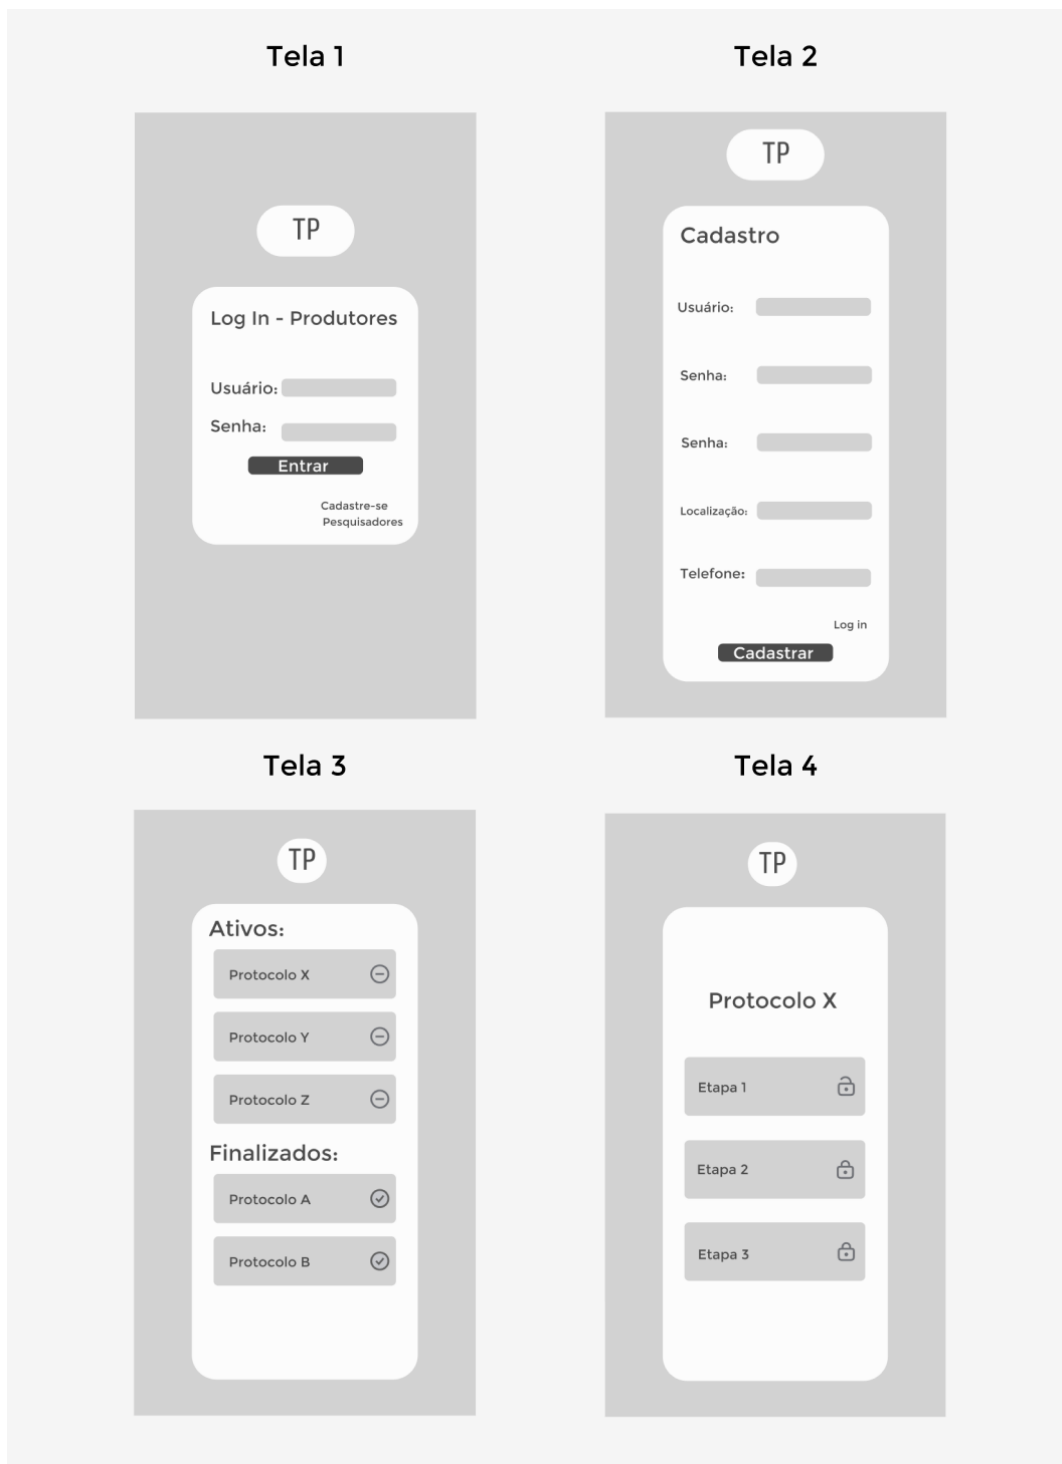 Tela 1
TP
Log In - Produtores
Usuário:
Senha:
Entrar
Cadastre-se
Pesquisadores
Tela 2
TP
Cadastro
Usuário:
Senha:
Senha:
Localização:
Telefone:
Log in
Cadastrar
Tela 3
TP
Ativos:
Protocolo X
Protocolo Y
Protocolo Z
Finalizados:
Protocolo A
Protocolo B
Tela 4
TP
Protocolo X
Etapa 1
Etapa 2
Etapa 3